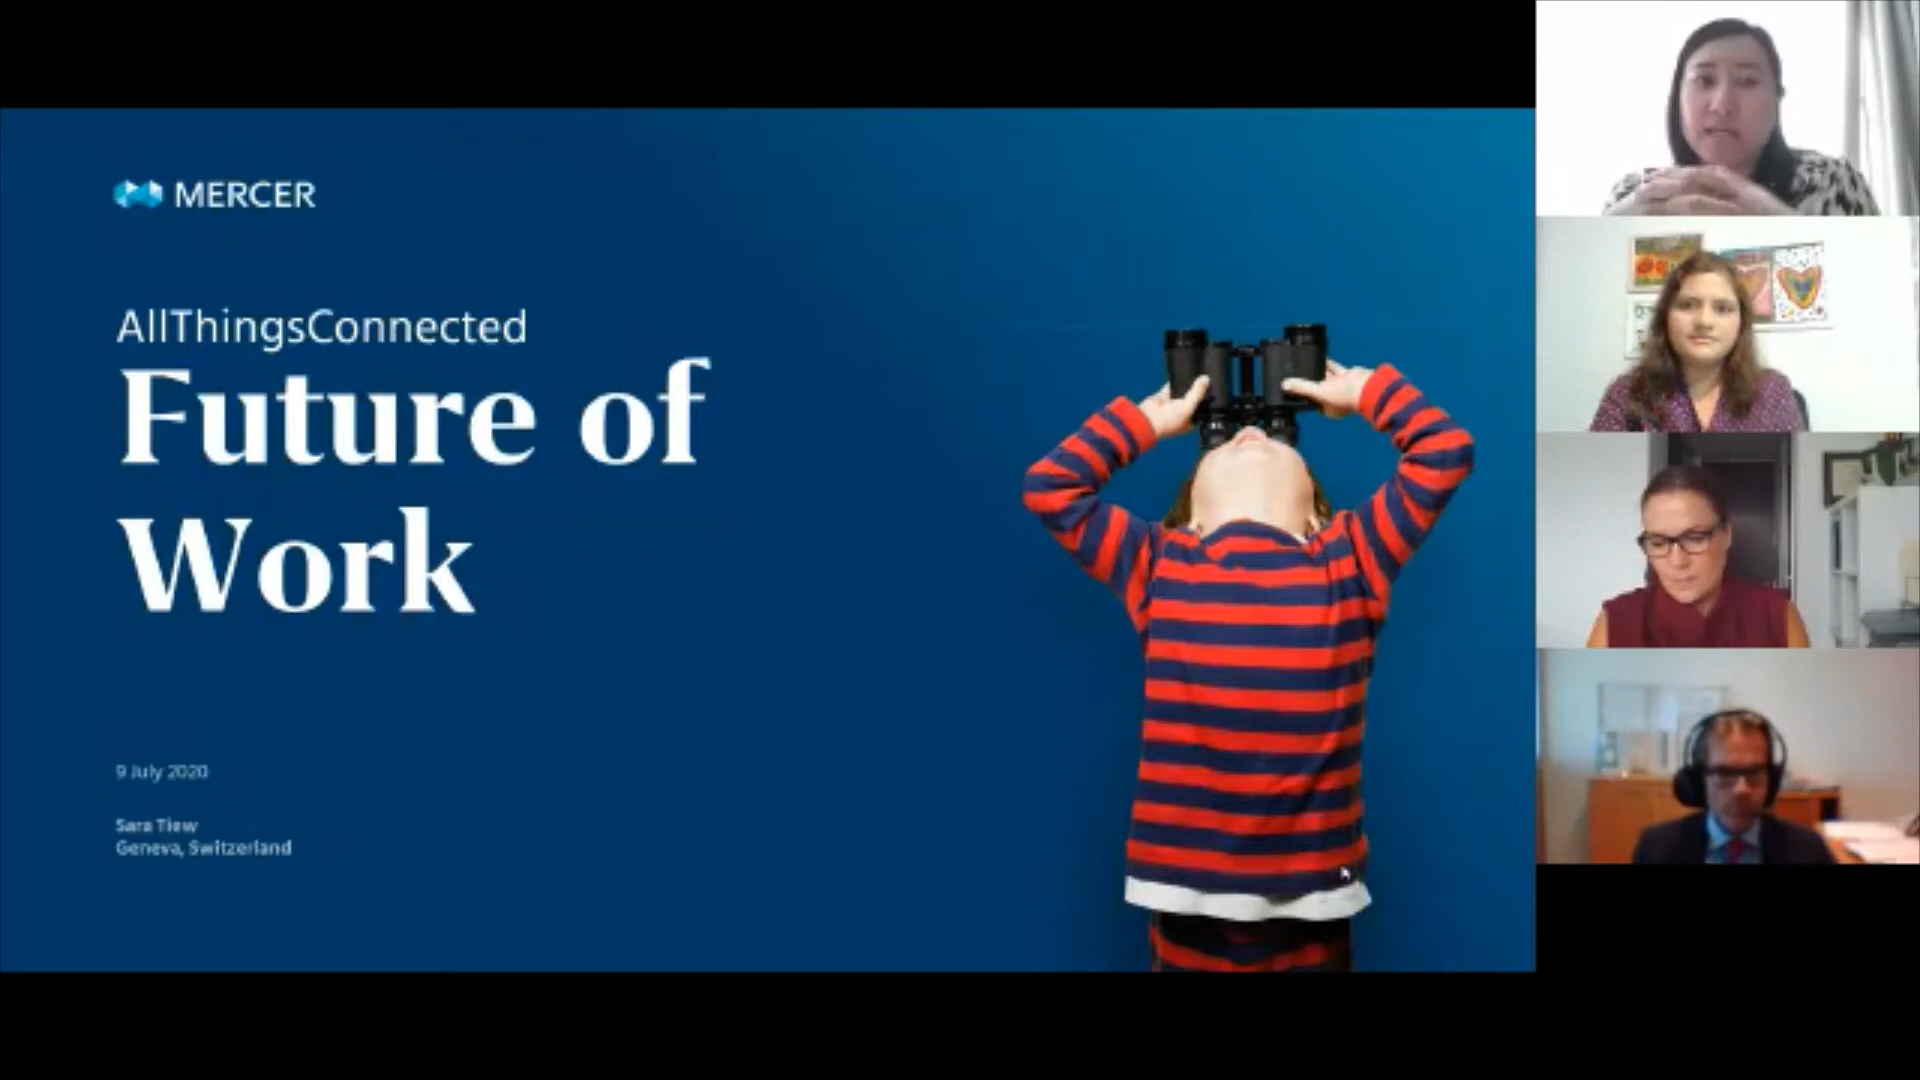 MERCER
AllThingsConnected
Future of
Work
9 July 2020
Sara Tiew
Geneva, Switzerland